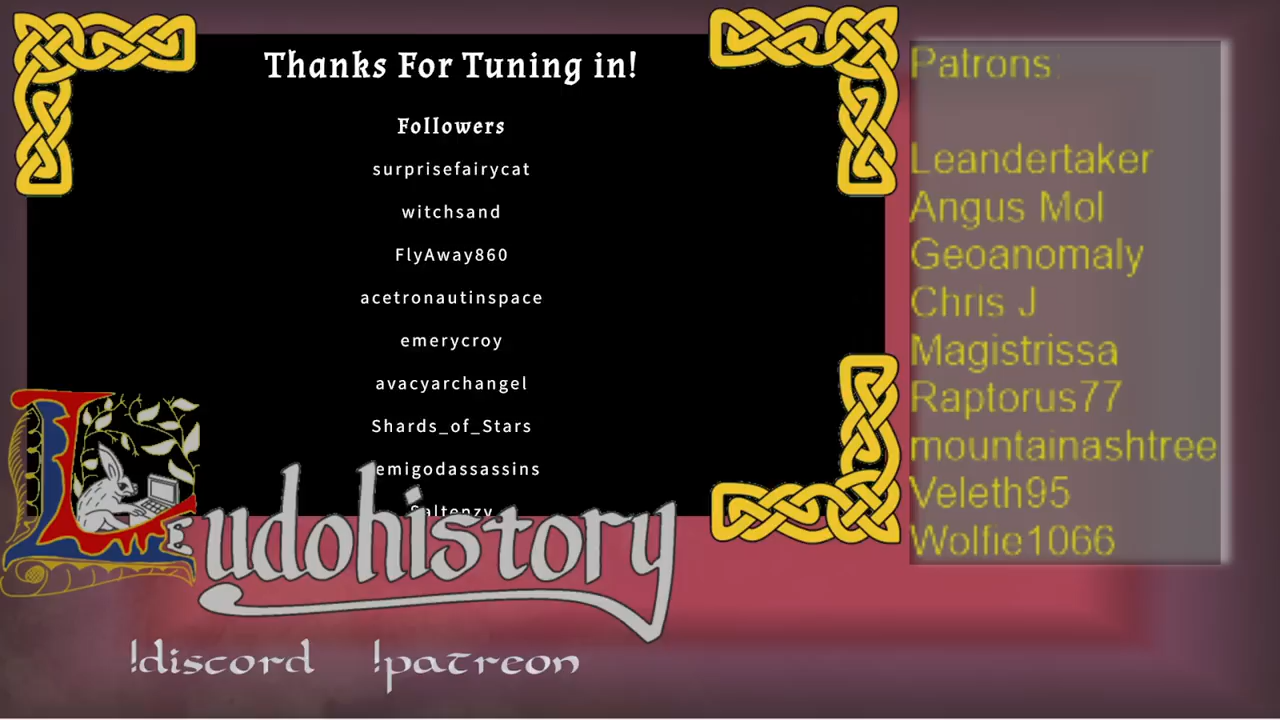 Thanks For Tuning in!
Followers
surprisefairycat
witchsand
FlyAway860
acetronautinspace
emerycroy
avacyarchangel
Shards_of_Stars
emigodassassins
Ludohistory
!discord !patreon
Patrons:
Leandertaker
Angus Mol
Geoanomaly
Chris J
Magistrissa
Raptorus77
mountainashtree
Veleth95
Wolfie1066